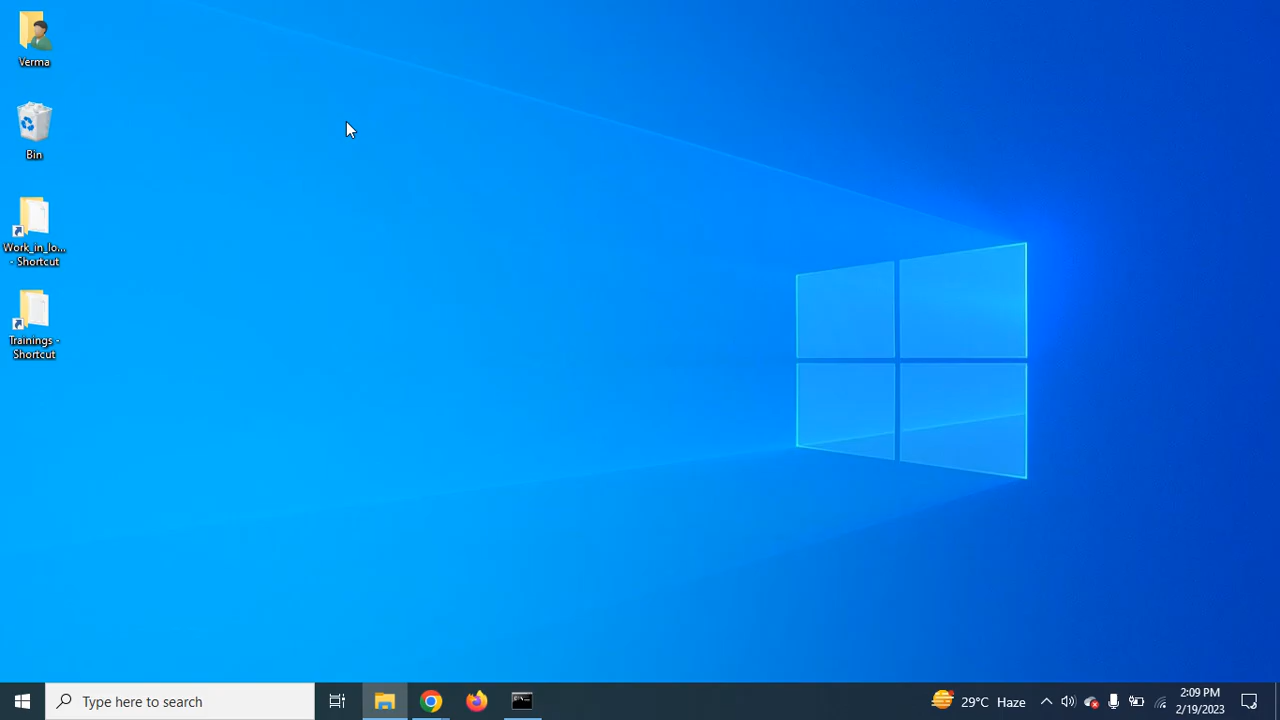 Verma
Bin
Work_in_lo...
- Shortcut
Trainings -
Shortcut
Type here to search
29°C Haze
2:09 PM
2/19/2023